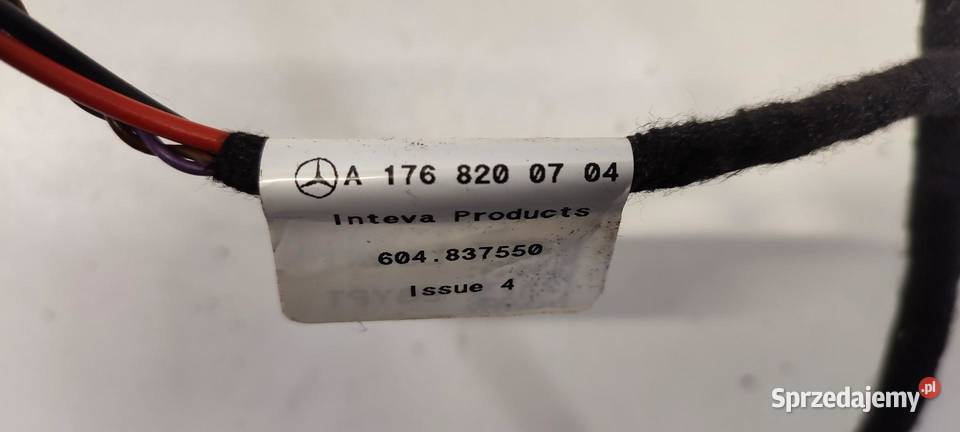 A 176 820 07 04
Inteva Products
604.837550
Issue 4
Sprzedajemy.pl